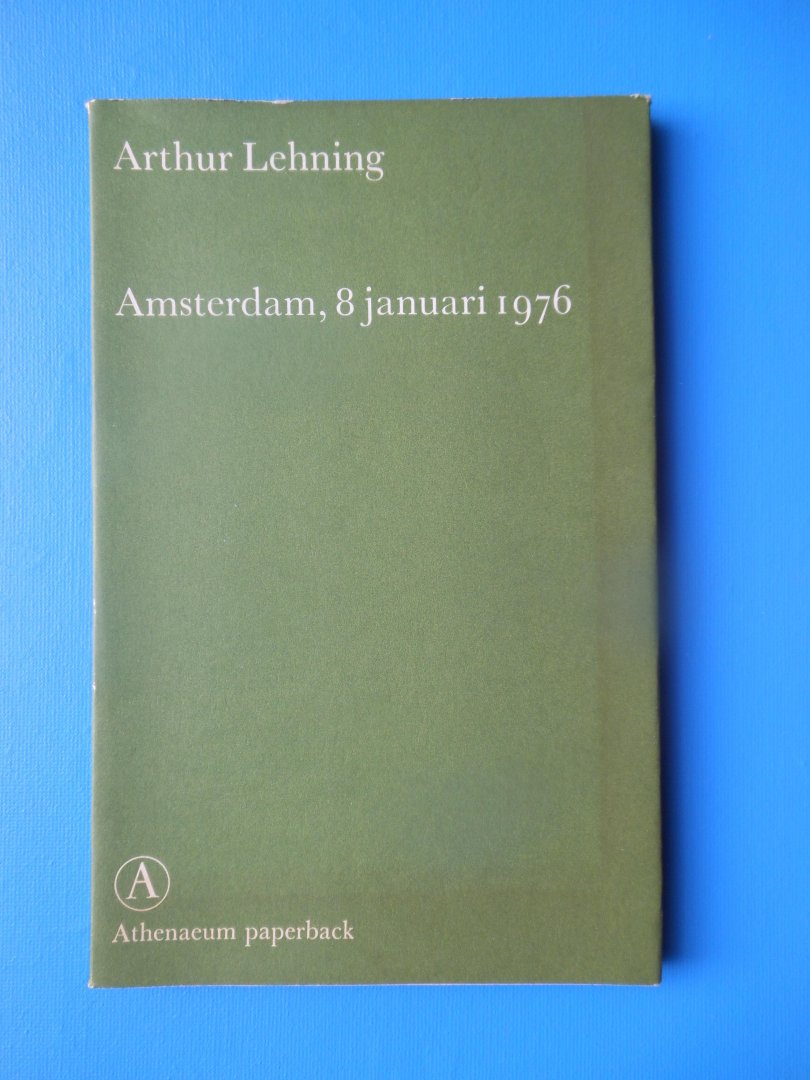 Arthur Lehning
Amsterdam, 8 januari 1976
A
Athenaeum paperback